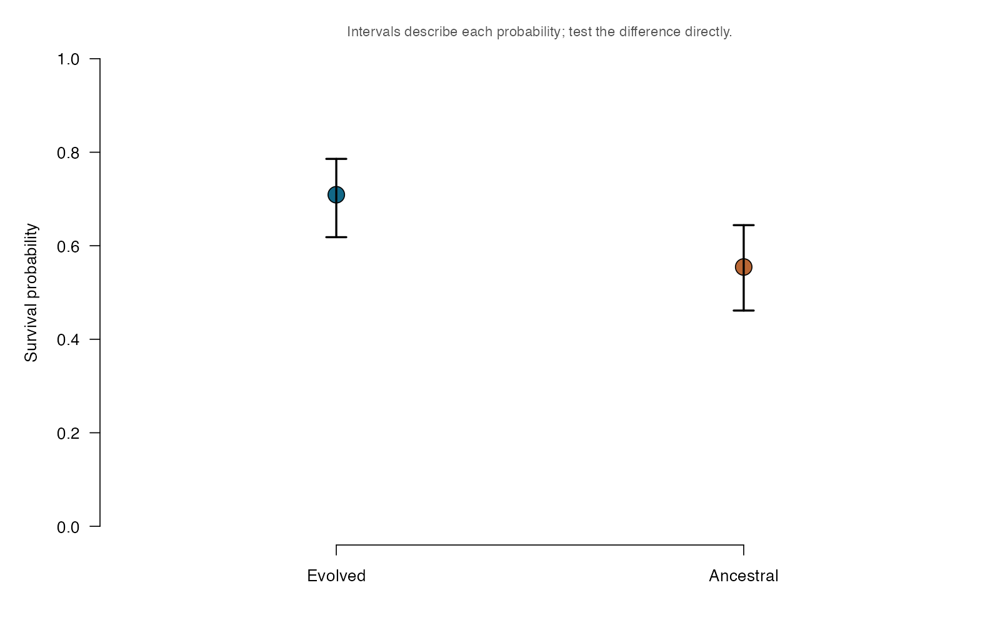 Intervals describe each probability; test the difference directly.
1.0
0.8
0.6
0.4
0.2
0.0
Survival probability
Evolved
Ancestral